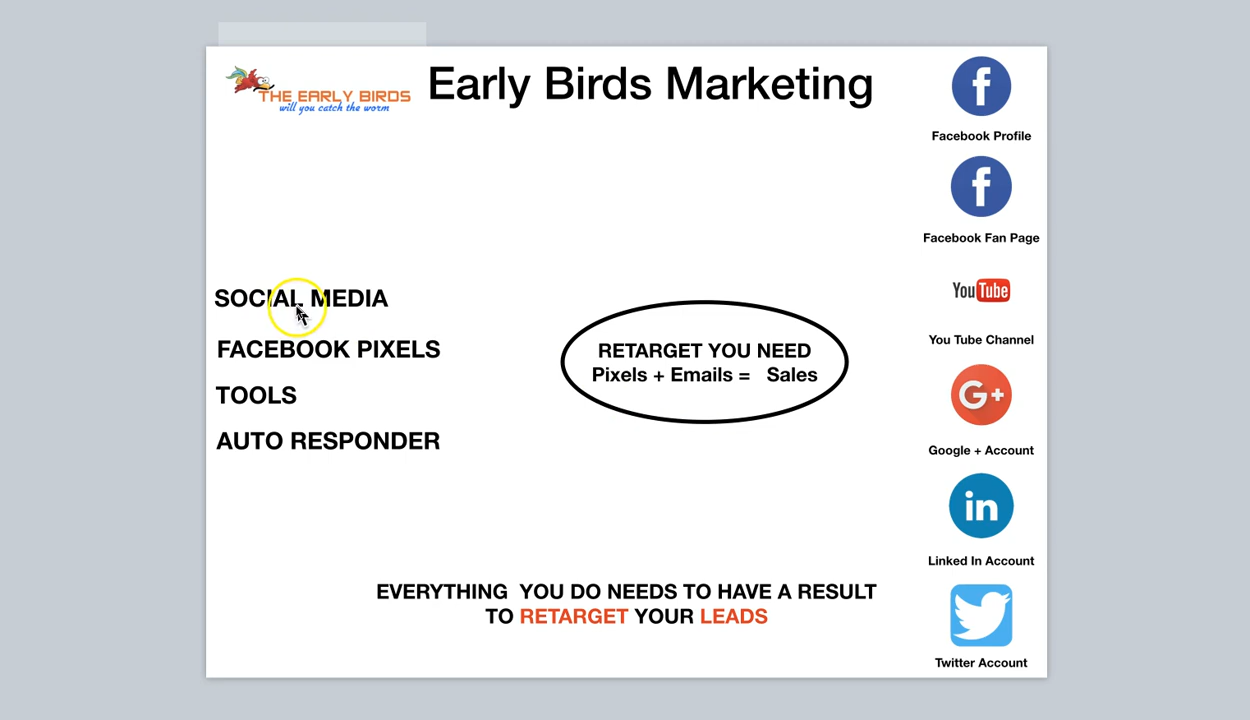 THE EARLY BIRDS
will you catch the worm
Early Birds Marketing
SOCIAL MEDIA
FACEBOOK PIXELS
TOOLS
AUTO RESPONDER
RETARGET YOU NEED
Pixels + Emails = Sales
EVERYTHING YOU DO NEEDS TO HAVE A RESULT
TO RETARGET YOUR LEADS
f
Facebook Profile
f
Facebook Fan Page
YouTube
You Tube Channel
G+
Google + Account
in
Linked In Account
Twitter Account